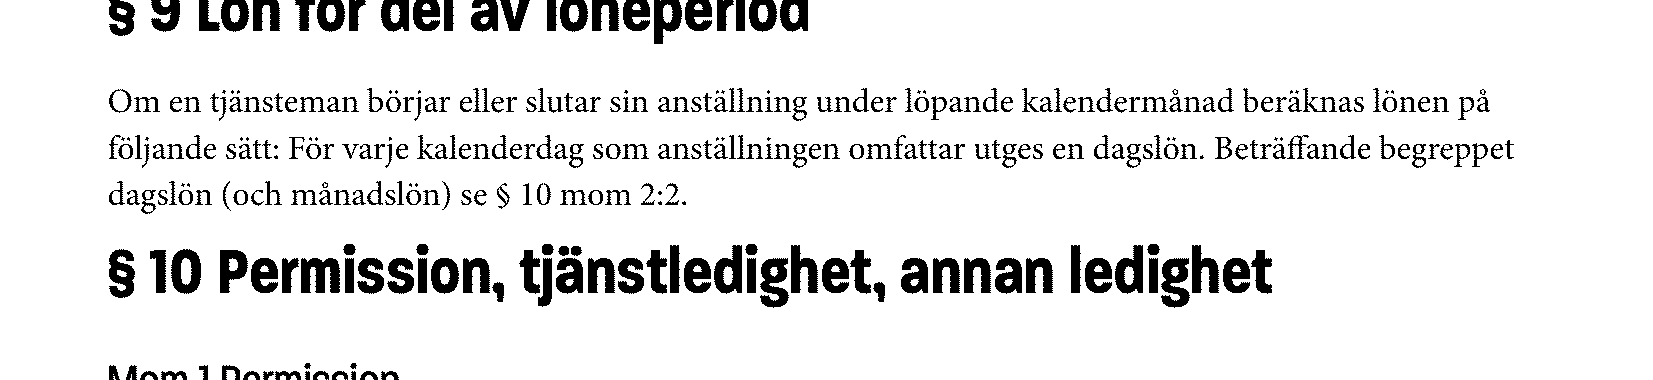 § 9 Lön för del av löneperiod
Om en tjänsteman börjar eller slutar sin anställning under löpande kalendermånad beräknas lönen på
följande sätt: För varje kalenderdag som anställningen omfattar utges en dagslön. Beträffande begreppet
dagslön (och månadslön) se § 10 mom 2:2.
§ 10 Permission, tjänstledighet, annan ledighet
Mom 1 Permission